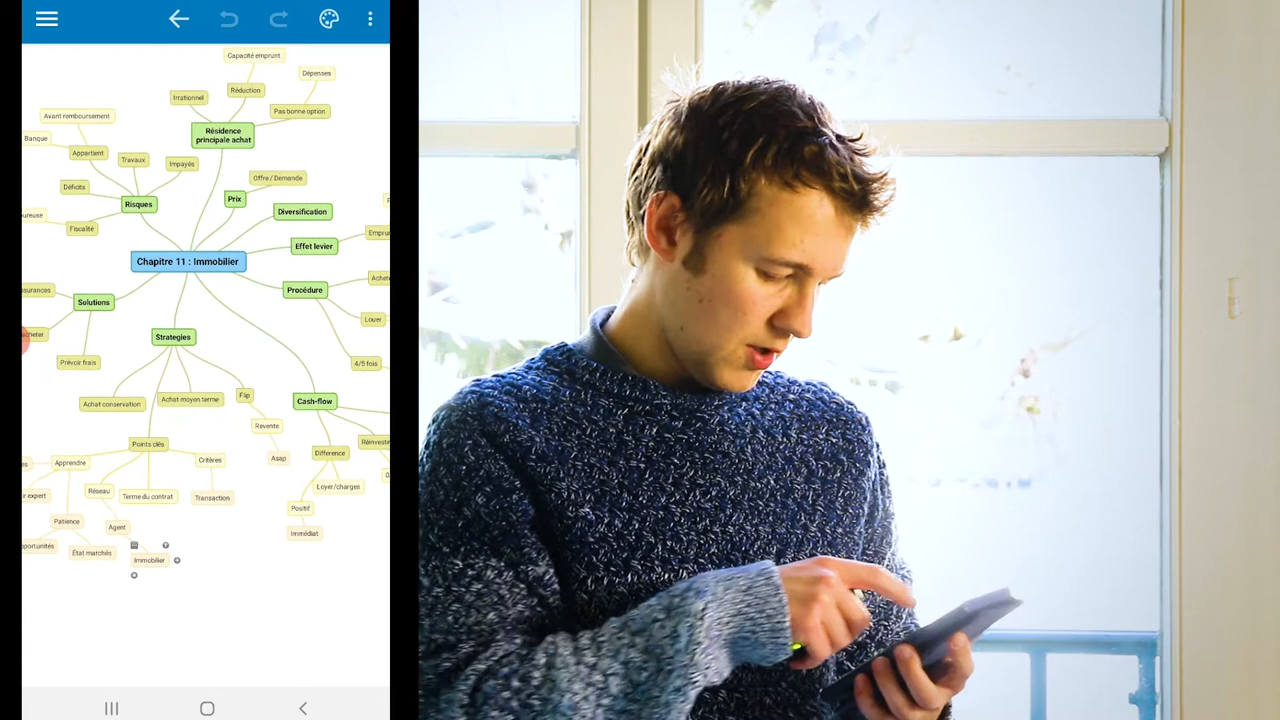 Capacité emprunt
Dépenses
Réduction
Irrationnel
Pas bonne option
Avant remboursement
Résidence
principale achat
Banque
Appartient
Travaux
Impayés
Offre / Demande
Déficits
Prix
Risques
Diversification
Fiscalité
Effet levier
Chapitre 11 : Immobilier
Procédure
Solutions
Louer
Strategies
Prévoir frais
4/5 fois
Flip
Achat moyen terme
Achat conservation
Cash-flow
Revente
Points clés
Difference
Asap
Critères
Apprendre
Loyer/charges
Réseau
Terme du contrat
Transaction
Positif
Patience
Agent
Immédiat
État marchés
Immobilier